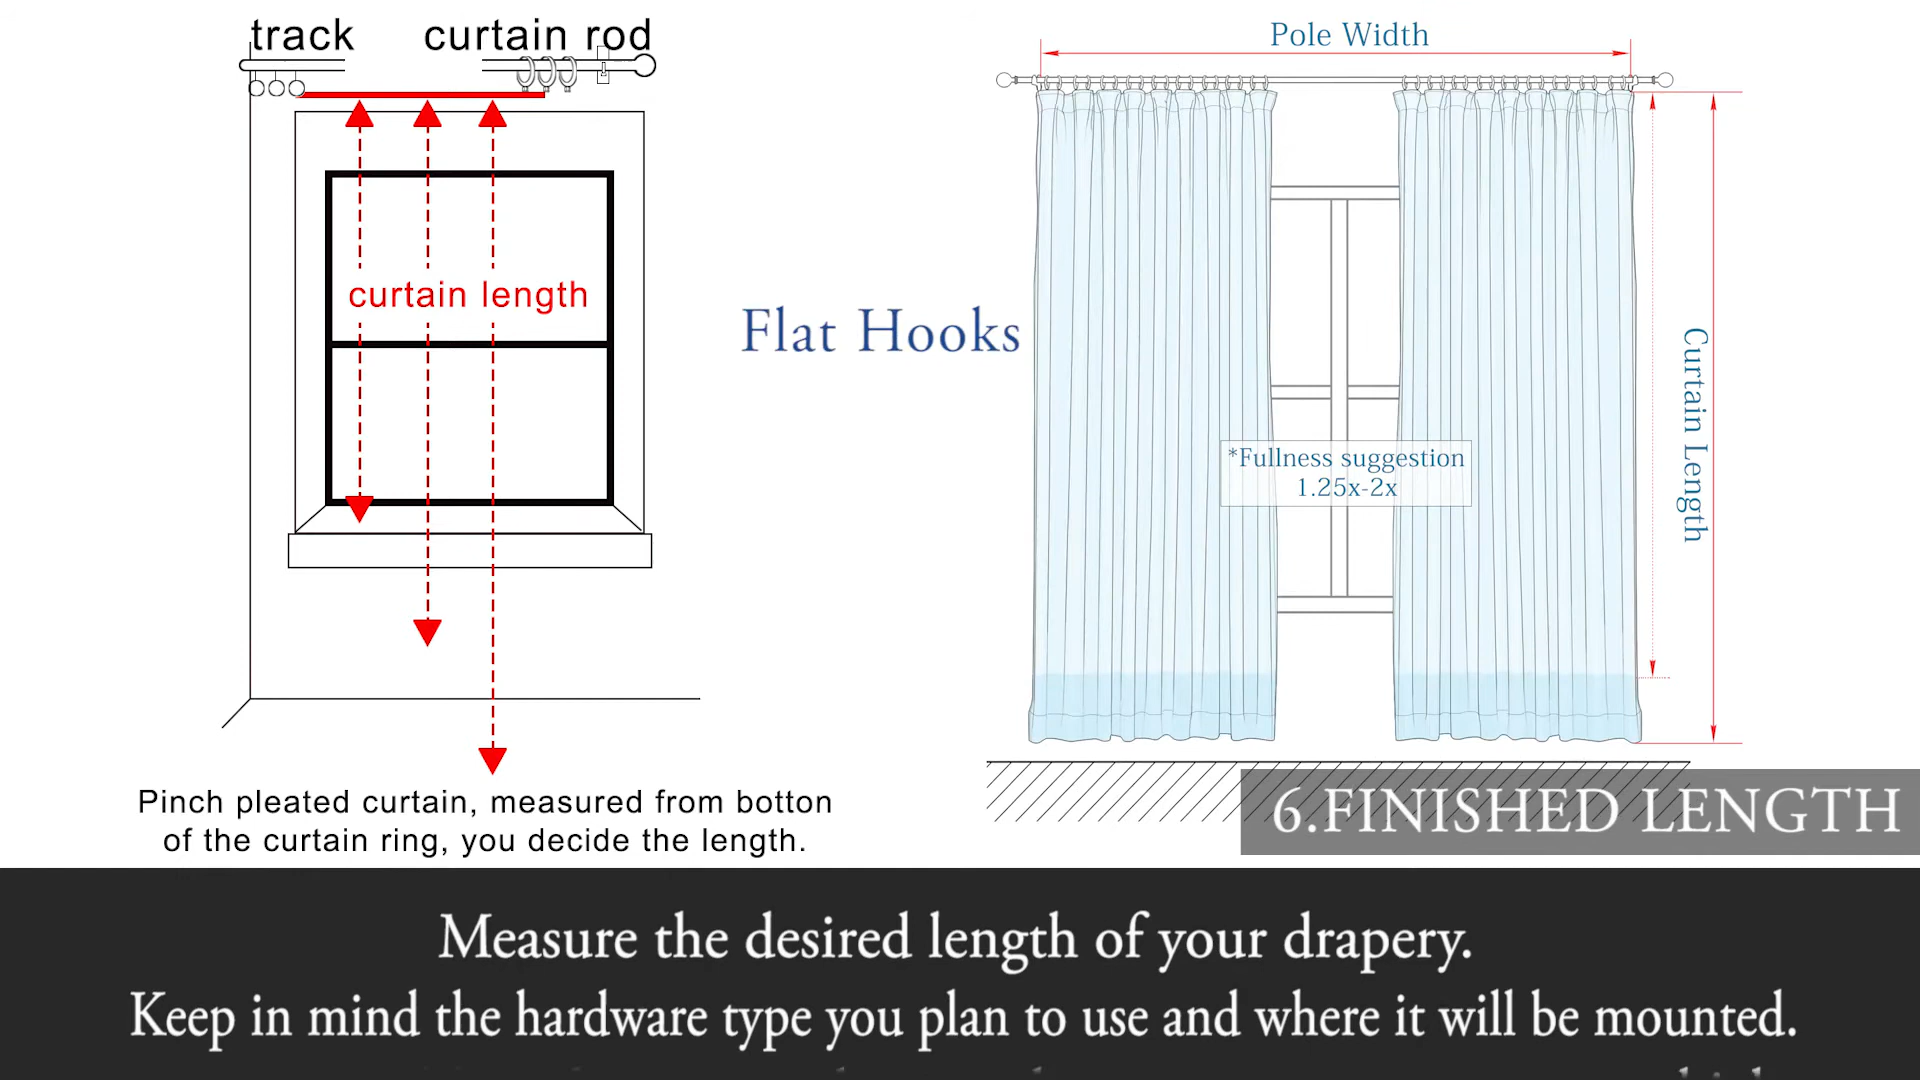 track
curtain rod
curtain length
Pinch pleated curtain, measured from botton
of the curtain ring, you decide the length.
Flat Hooks
Pole Width
*Fullness suggestion
1.25x-2x
Curtain Length
6.FINISHED LENGTH
Measure the desired length of your drapery.
Keep in mind the hardware type you plan to use and where it will be mounted.